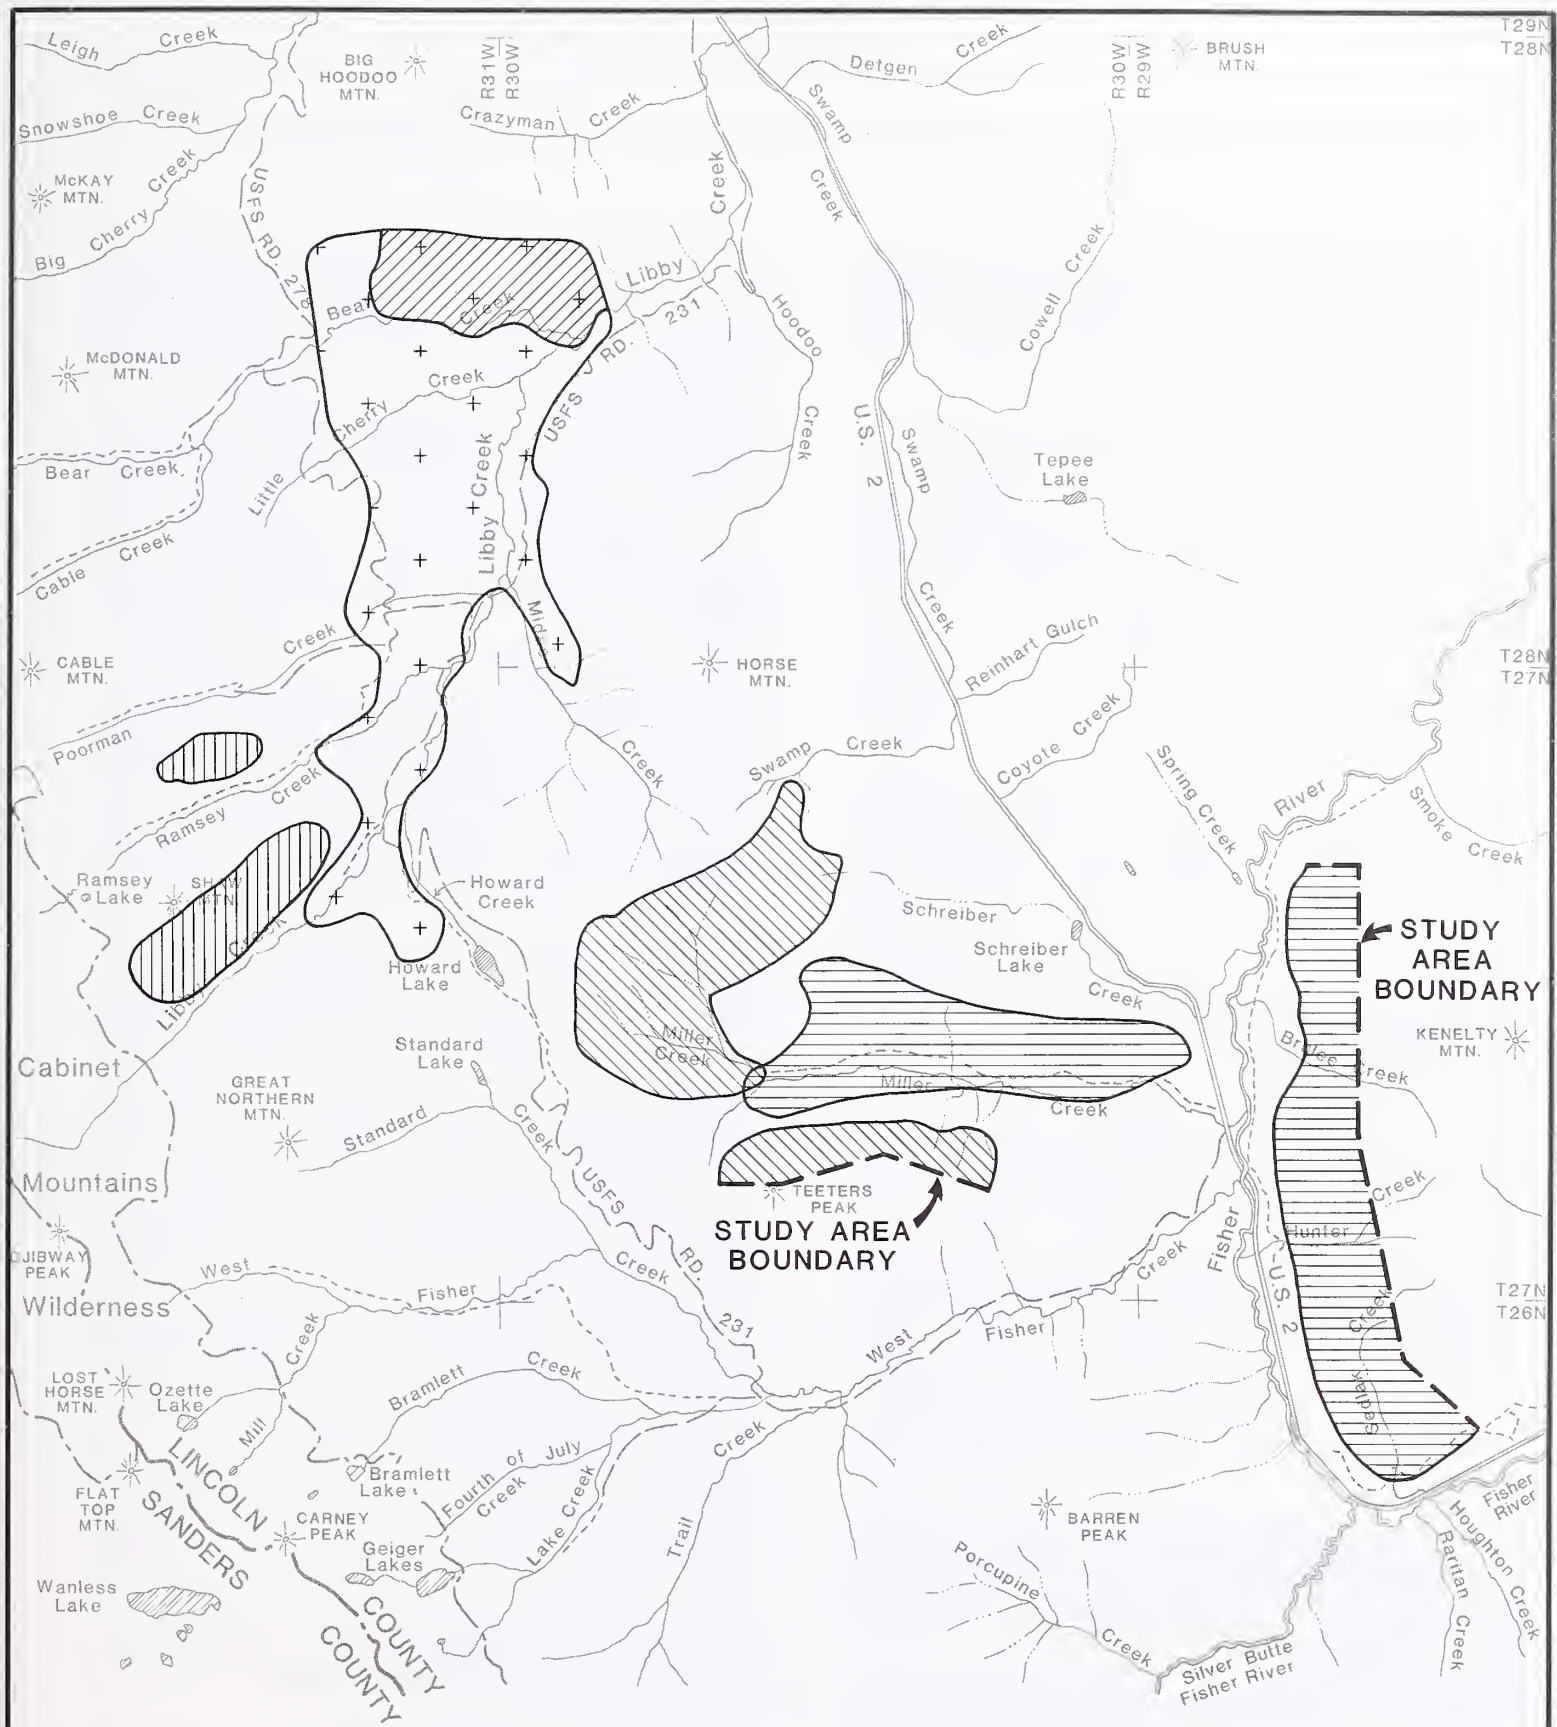 T29N
T28N
Leigh Creek
BIG
HOODOO
MTN.
R31W
R30W
Detgen Creek
R30W
R29W
BRUSH
MTN.
Snowshoe Creek
Crazyman Creek
Swamp
Creek
McKAY
MTN.
Big Cherry Creek
USFS RD. 278
Creek
Libby
231
Hoodoo
Creek
Cowell Creek
Bear Creek
McDONALD
MTN.
USFS RD.
Little Cherry Creek
Libby Creek
U.S. 2
Swamp
Creek
Tepee
Lake
Bear Creek
Cable Creek
Midas
Creek
Reinhart Gulch
CABLE
MTN.
HORSE
MTN.
T28N
T27N
Poorman
Creek
Swamp Creek
Coyote Creek
Spring Creek
River
Smoke Creek
Ramsey Creek
Ramsey
Lake
SHAW
MTN.
Howard
Creek
Libby Creek
Howard
Lake
Schreiber
Schreiber
Lake
Creek
STUDY
AREA
BOUNDARY
KENELTY
MTN.
Brulee Creek
Standard
Lake
Miller
Creek
Miller
Creek
Cabinet
GREAT
NORTHERN
MTN.
Standard
Creek
Mountains
TEETERS
PEAK
STUDY AREA
BOUNDARY
USFS
RD.
231
Hunter
Creek
Fisher
U.S. 2
JIBWAY
PEAK
Wilderness
West Fisher
Creek
West Fisher Creek
T27N
T26N
Sedlak Creek
LOST
HORSE
MTN.
Ozette
Lake
Mill Creek
Bramlett Creek
LINCOLN
SANDERS
FLAT
TOP
MTN.
Bramlett
Lake
Fourth of July
Creek
CARNEY
PEAK
Geiger
Lakes
Lake Creek
Trail
Creek
BARREN
PEAK
Fisher
River
Houghton Creek
Raritan Creek
Wanless
Lake
COUNTY
COUNTY
Porcupine
Creek
Silver Butte
Fisher River